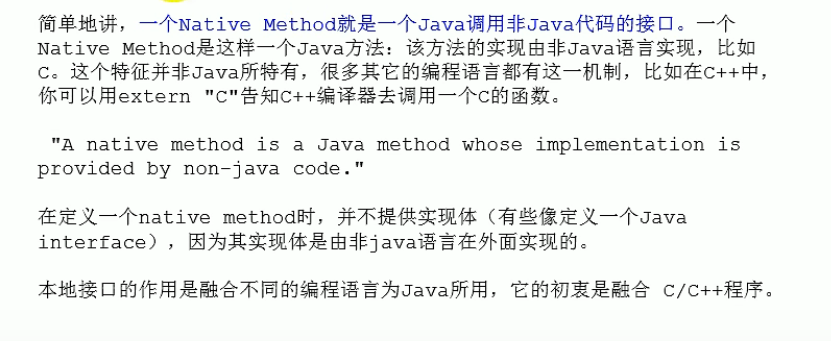 简单地讲，一个Native Method就是一个Java调用非Java代码的接口。一个
Native Method是这样一个Java方法：该方法的实现由非Java语言实现，比如
C。这个特征并非Java所特有，很多其它的编程语言都有这一机制，比如在C++中，
你可以用extern "C"告知C++编译器去调用一个C的函数。
"A native method is a Java method whose implementation is
provided by non-java code."
在定义一个native method时，并不提供实现体（有些像定义一个Java
interface），因为其实现体是由非java语言在外面实现的。
本地接口的作用是融合不同的编程语言为Java所用，它的初衷是融合 C/C++程序。